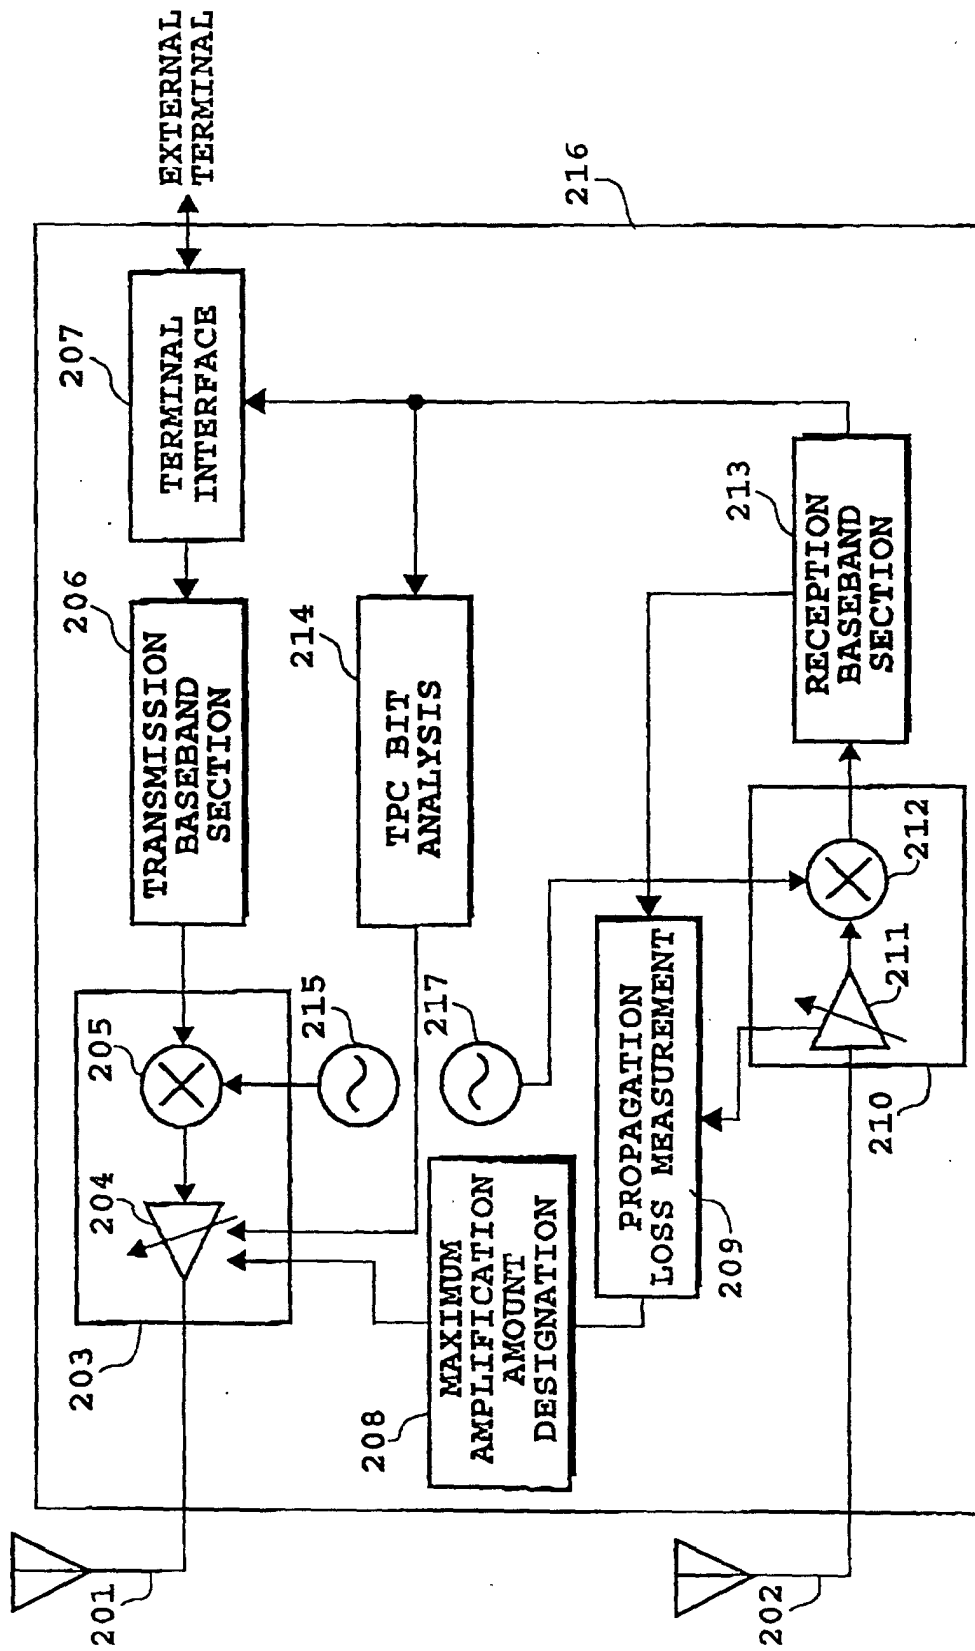 EXTERNAL
TERMINAL
216
207
TERMINAL
INTERFACE
206
TRANSMISSION
BASEBAND
SECTION
214
TPC BIT
ANALYSIS
213
RECEPTION
BASEBAND
SECTION
205
204
203
215
217
212
211
210
PROPAGATION
LOSS MEASUREMENT
209
MAXIMUM
AMPLIFICATION
AMOUNT
DESIGNATION
208
201
202